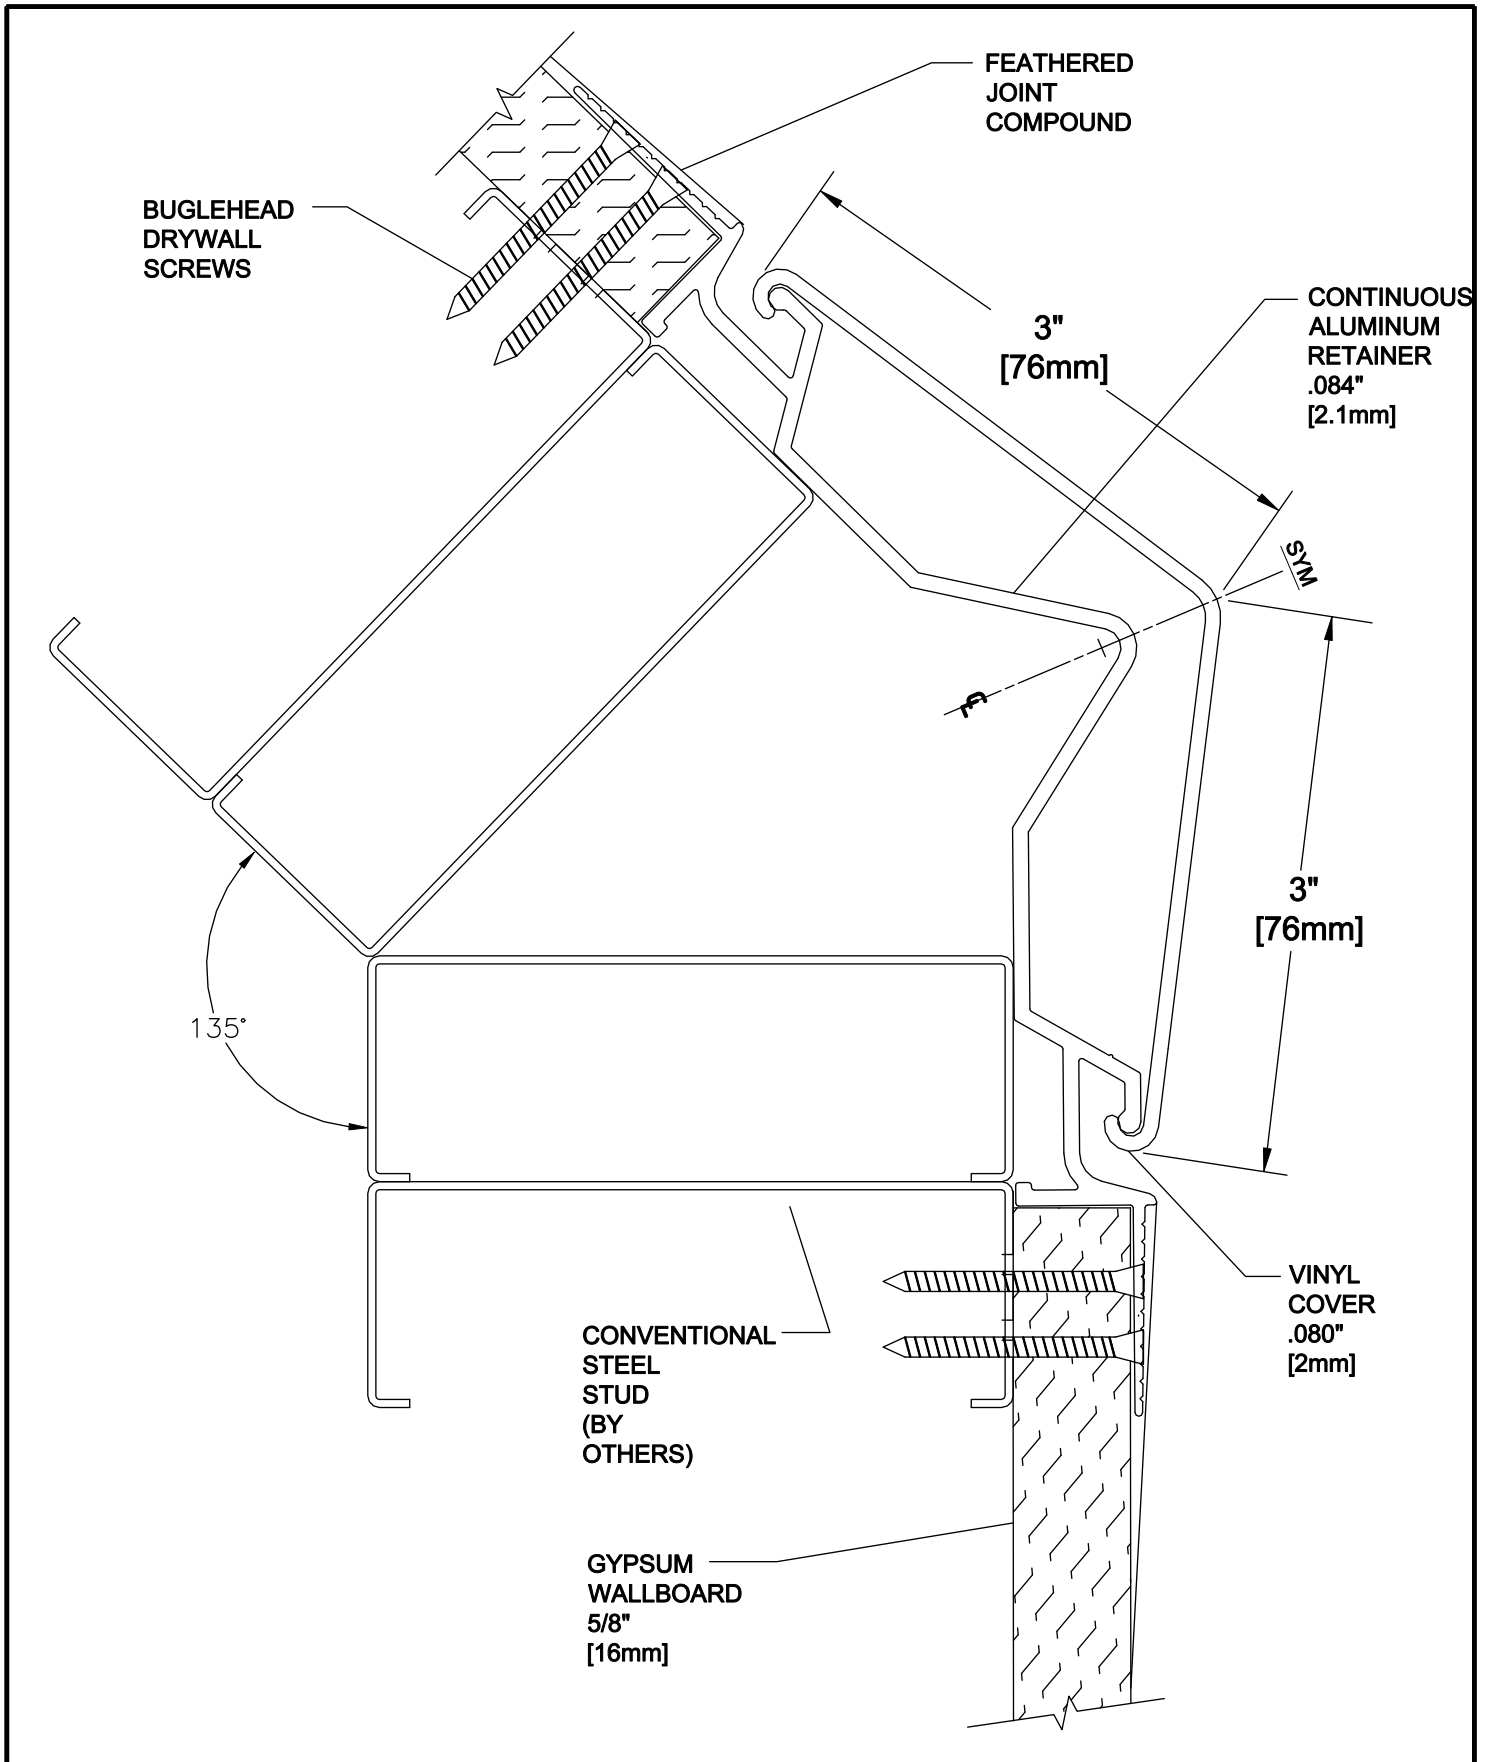 FEATHERED
JOINT
COMPOUND
BUGLEHEAD
DRYWALL
SCREWS
CONTINUOUS
ALUMINUM
RETAINER
.084"
[2.1mm]
3"
[76mm]
SYM
CL
3"
[76mm]
135°
VINYL
COVER
.080"
[2mm]
CONVENTIONAL
STEEL
STUD
(BY
OTHERS)
GYPSUM
WALLBOARD
5/8"
[16mm]